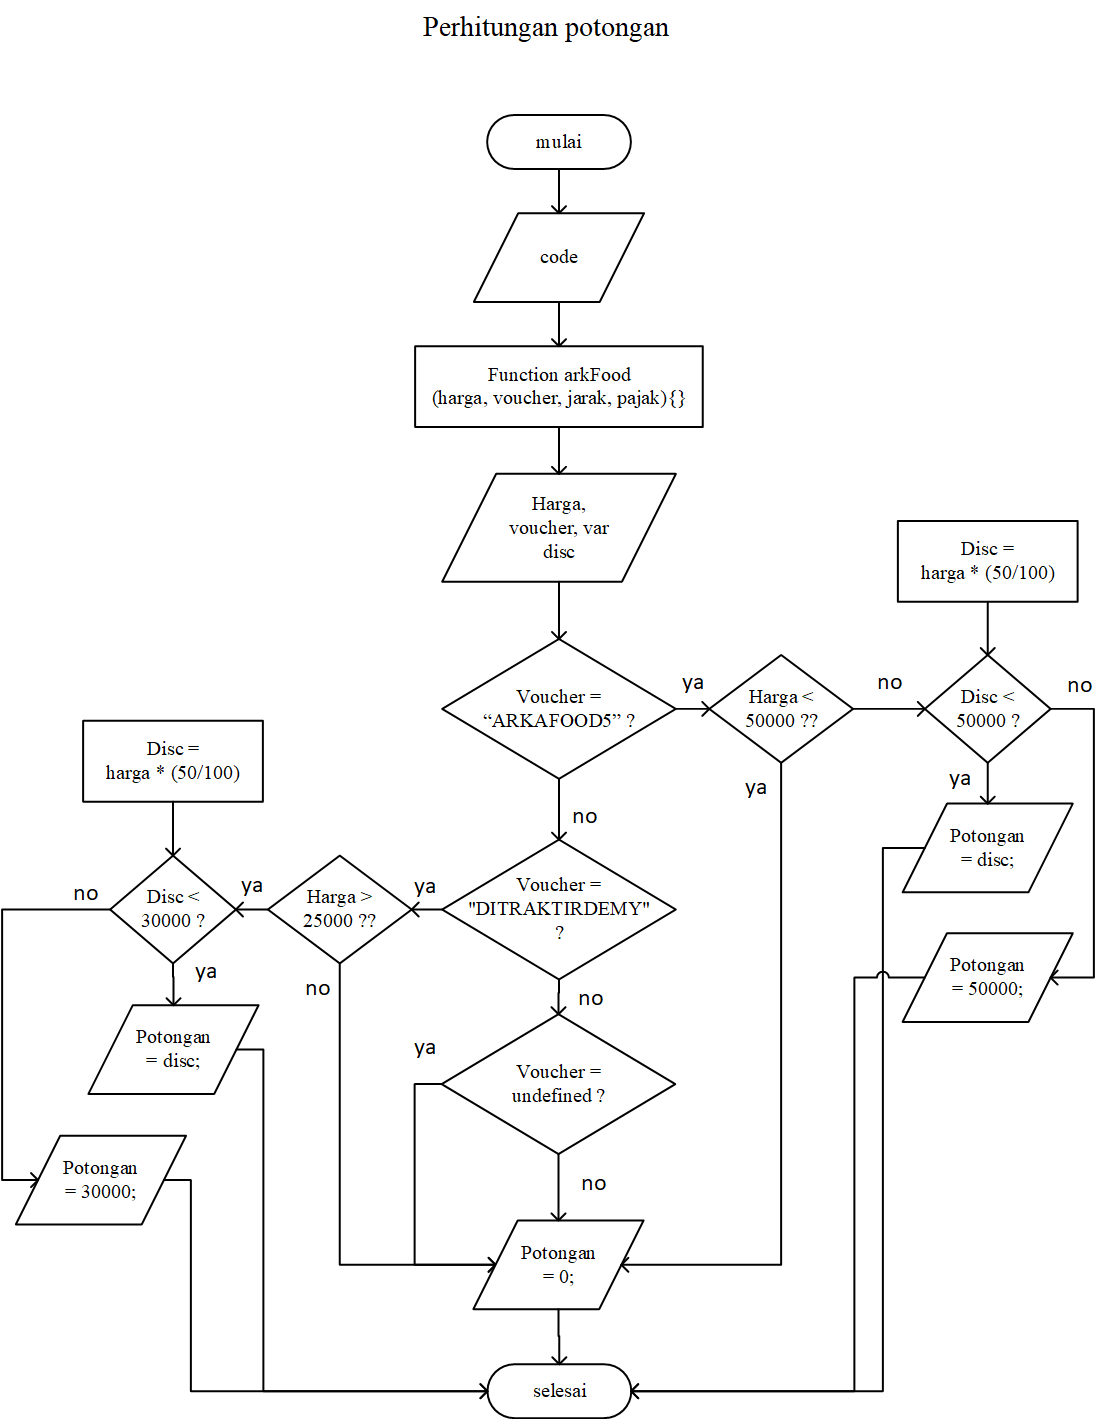 Perhitungan potongan
mulai
code
Function arkFood
(harga, voucher, jarak, pajak){}
Harga,
voucher, var
disc
Disc =
harga * (50/100)
Voucher =
“ARKAFOOD5” ?
ya
Harga <
50000 ??
no
Disc <
50000 ?
no
ya
ya
no
Disc =
harga * (50/100)
Potongan
= disc;
Voucher =
"DITRAKTIRDEMY"
?
ya
Harga >
25000 ??
ya
Disc <
30000 ?
no
ya
no
no
Potongan
= 50000;
Potongan
= disc;
Voucher =
undefined ?
ya
no
Potongan
= 30000;
Potongan
= 0;
selesai